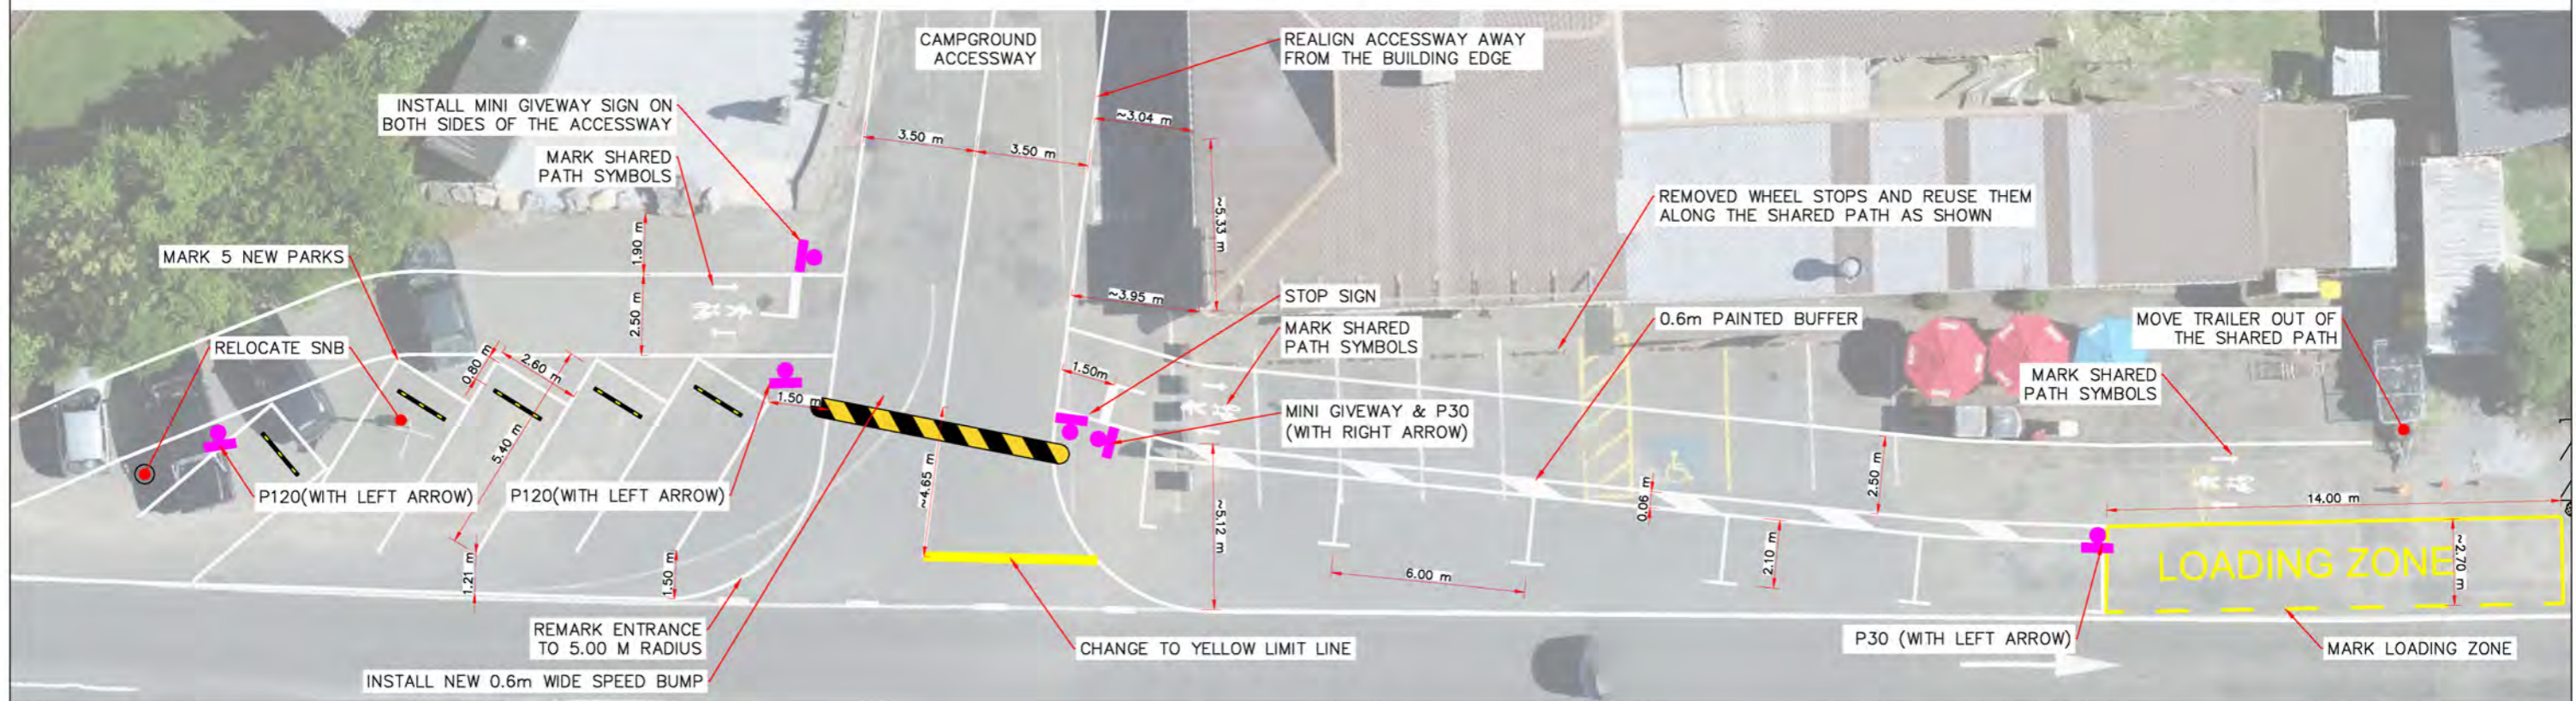 CAMPGROUND
ACCESSWAY
REALIGN ACCESSWAY AWAY
FROM THE BUILDING EDGE
INSTALL MINI GIVEWAY SIGN ON
BOTH SIDES OF THE ACCESSWAY
~3.04 m
3.50 m
3.50 m
MARK SHARED
PATH SYMBOLS
REMOVED WHEEL STOPS AND REUSE THEM
ALONG THE SHARED PATH AS SHOWN
~5.33 m
1.90 m
MARK 5 NEW PARKS
2.50 m
~3.95 m
STOP SIGN
MARK SHARED
PATH SYMBOLS
0.6m PAINTED BUFFER
MOVE TRAILER OUT OF
THE SHARED PATH
RELOCATE SNB
0.80 m
2.60 m
1.50m
MARK SHARED
PATH SYMBOLS
1.50 m
MINI GIVEWAY & P30
(WITH RIGHT ARROW)
5.40 m
~4.65 m
P120(WITH LEFT ARROW)
P120(WITH LEFT ARROW)
~5.12 m
0.60 m
2.50 m
14.00 m
LOADING ZONE
~2.70 m
1.21 m
1.50 m
6.00 m
2.10 m
REMARK ENTRANCE
TO 5.00 M RADIUS
CHANGE TO YELLOW LIMIT LINE
P30 (WITH LEFT ARROW)
MARK LOADING ZONE
INSTALL NEW 0.6m WIDE SPEED BUMP